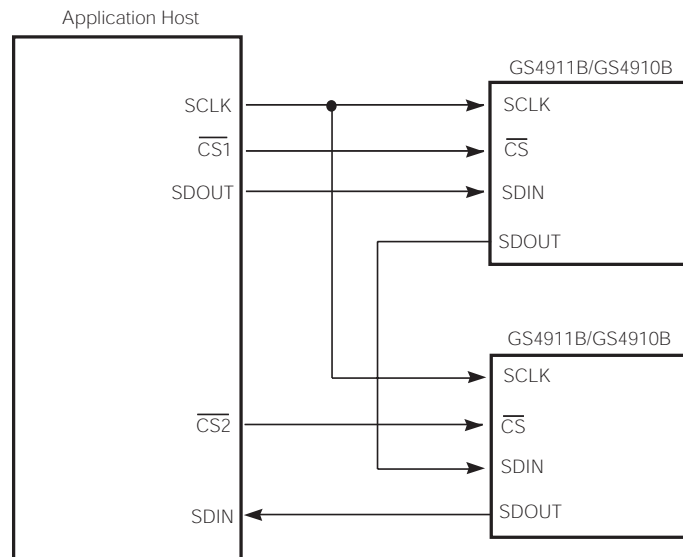 Application Host
SCLK
CS1
SDOUT
CS2
SDIN
GS4911B/GS4910B
SCLK
CS
SDIN
SDOUT
GS4911B/GS4910B
SCLK
CS
SDIN
SDOUT